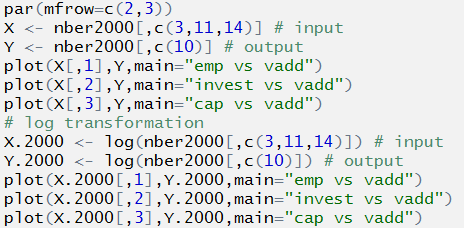 par(mfrow=c(2,3))
X <- nber2000[,c(3,11,14)] # input
Y <- nber2000[,c(10)] # output
plot(X[,1],Y,main="emp vs vadd")
plot(X[,2],Y,main="invest vs vadd")
plot(X[,3],Y,main="cap vs vadd")
# log transformation
X.2000 <- log(nber2000[,c(3,11,14)]) # input
Y.2000 <- log(nber2000[,c(10)]) # output
plot(X.2000[,1],Y.2000,main="emp vs vadd")
plot(X.2000[,2],Y.2000,main="invest vs vadd")
plot(X.2000[,3],Y.2000,main="cap vs vadd")